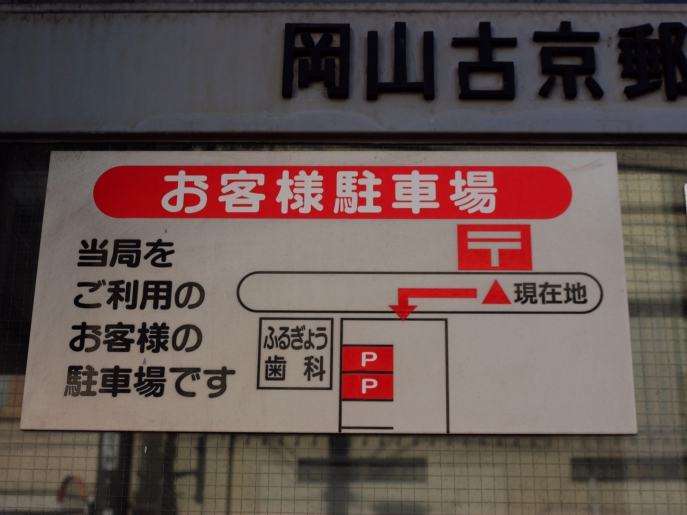 岡山古京郵
お客様駐車場
当局を
ご利用の
お客様の
駐車場です
〒
現在地
ふるぎょう
歯科
P
P